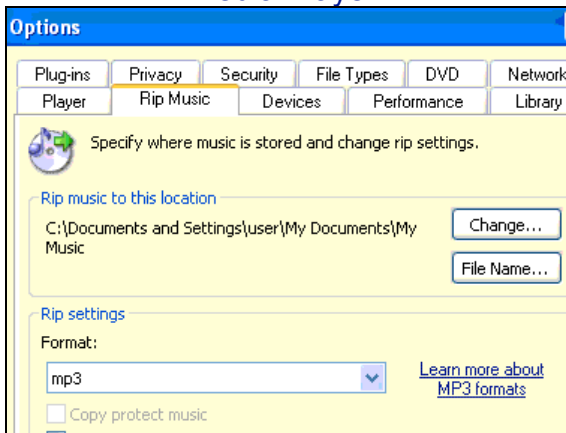 Options
Plug-ins Privacy Security File Types DVD Network
Player Rip Music Devices Performance Library
Specify where music is stored and change rip settings.
Rip music to this location
C:\Documents and Settings\user\My Documents\My
Music
Change...
File Name...
Rip settings
Format:
mp3
Learn more about
MP3 formats
Copy protect music